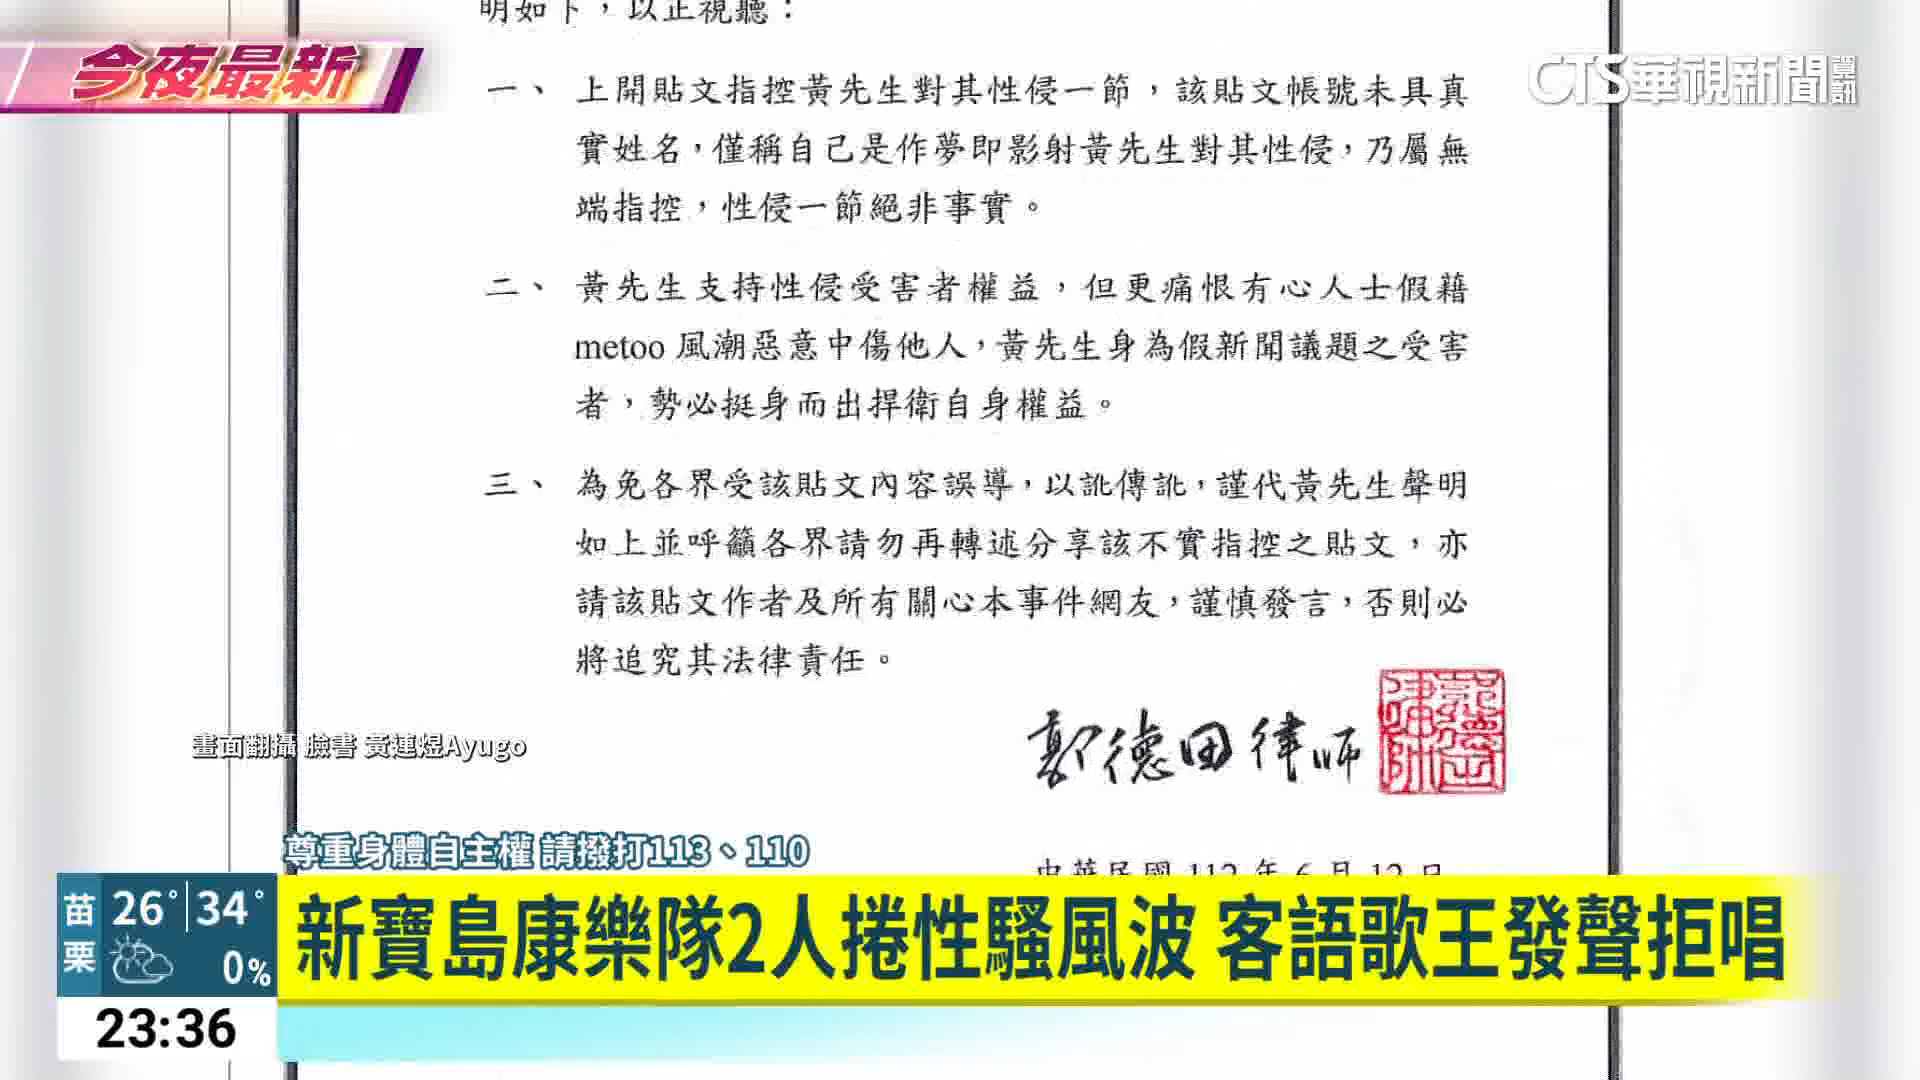 明如下，以正視聽：
今夜最新
CTS華視新聞資訊
一、上開貼文指控黃先生對其性侵一節，該貼文帳號未具真
實姓名，僅稱自己是作夢即影射黃先生對其性侵，乃屬無
端指控，性侵一節絕非事實。
二、黃先生支持性侵受害者權益，但更痛恨有心人士假藉
metoo 風潮惡意中傷他人，黃先生身為假新聞議題之受害
者，勢必挺身而出捍衛自身權益。
三、為免各界受該貼文內容誤導，以訛傳訛，謹代黃先生聲明
如上並呼籲各界請勿再轉述分享該不實指控之貼文，亦
請該貼文作者及所有關心本事件網友，謹慎發言，否則必
將追究其法律責任。
郭德田律師
畫面翻攝 臉書 黃連煜Ayugo
尊重身體自主權 請撥打113、110
中華民國 112 年 6 月 12 日
苗栗
26° 34°
0%
新寶島康樂隊2人捲性騷風波 客語歌王發聲拒唱
23:36